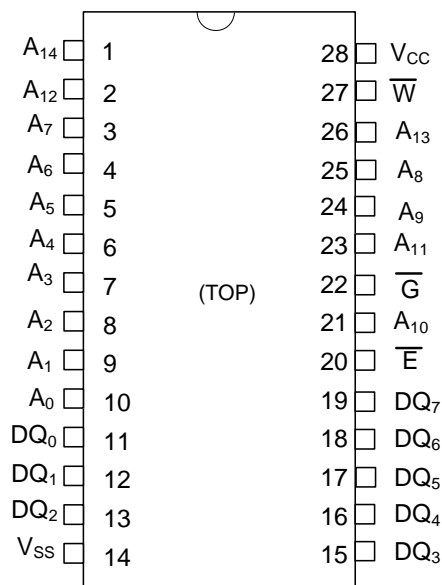 A14 1 28 VCC
A12 2 27 W
A7 3 26 A13
A6 4 25 A8
A5 5 24 A9
A4 6 23 A11
A3 7 (TOP) 22 G
A2 8 21 A10
A1 9 20 E
A0 10 19 DQ7
DQ0 11 18 DQ6
DQ1 12 17 DQ5
DQ2 13 16 DQ4
VSS 14 15 DQ3